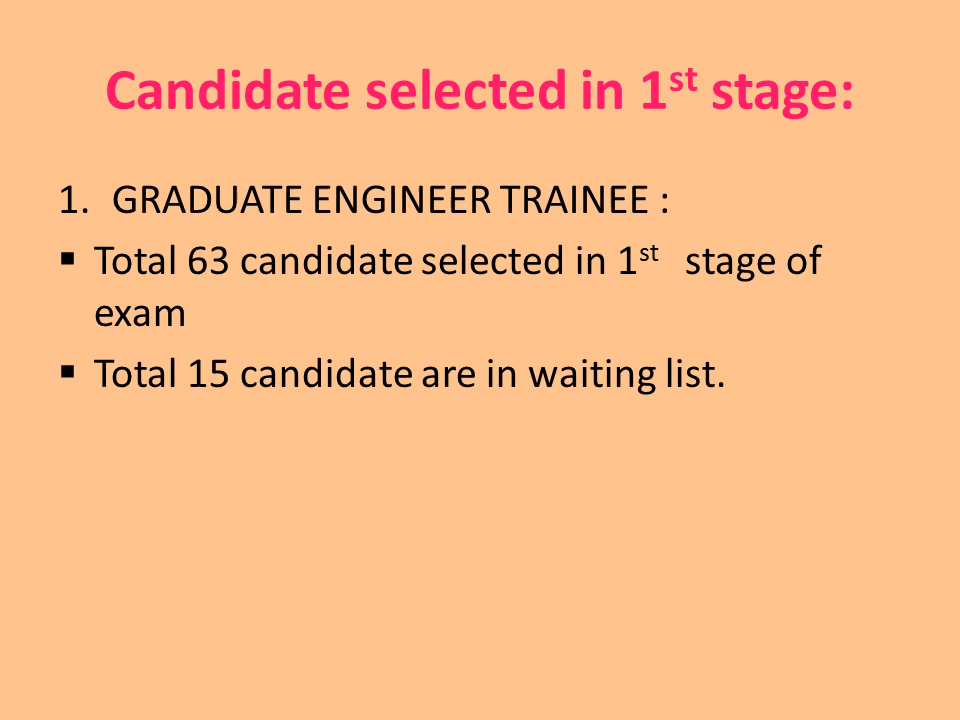 Candidate selected in 1st stage:
1. GRADUATE ENGINEER TRAINEE :
▪ Total 63 candidate selected in 1st stage of
exam
▪ Total 15 candidate are in waiting list.